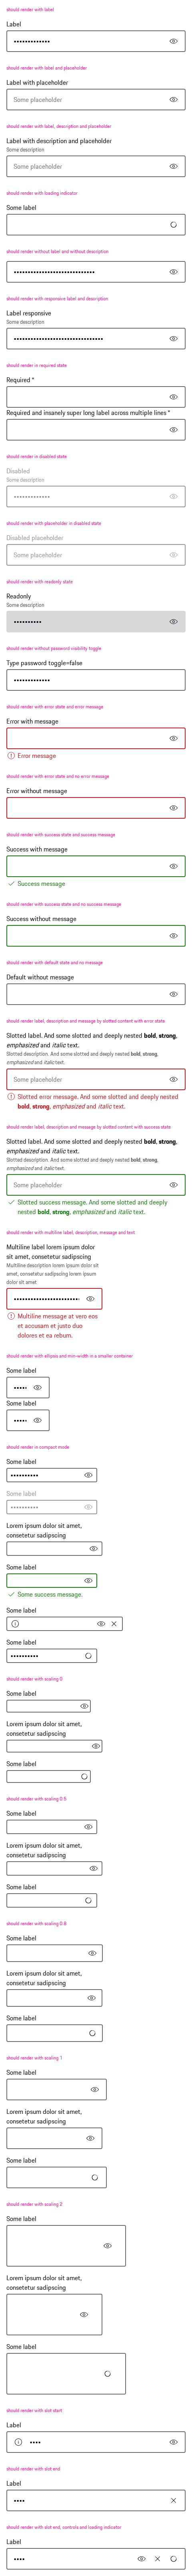 should render with label
Label
•••••••••••••
should render with label and placeholder
Label with placeholder
Some placeholder
should render with label, description and placeholder
Label with description and placeholder
Some description
Some placeholder
should render with loading indicator
Some label
should render without label and without description
••••••••••••••••••••••••••••••
should render with responsive label and description
Label responsive
Some description
•••••••••••••••••••••••••••••••••
should render in required state
Required *
Required and insanely super long label across multiple lines *
should render in disabled state
Disabled
Some description
•••••••••••••
should render with placeholder in disabled state
Disabled placeholder
Some placeholder
should render with readonly state
Readonly
Some description
••••••••••
should render without password visibility toggle
Type password toggle=false
•••••••••••••
should render with error state and error message
Error with message
Error message
should render with error state and no error message
Error without message
should render with success state and success message
Success with message
Success message
should render with success state and no success message
Success without message
should render with default state and no message
Default without message
should render label, description and message by slotted content with error state
Slotted label. And some slotted and deeply nested bold, strong,
emphasized and italic text.
Slotted description. And some slotted and deeply nested bold, strong,
emphasized and italic text.
Some placeholder
Slotted error message. And some slotted and deeply nested
bold, strong, emphasized and italic text.
should render label, description and message by slotted content with success state
Slotted label. And some slotted and deeply nested bold, strong,
emphasized and italic text.
Slotted description. And some slotted and deeply nested bold, strong,
emphasized and italic text.
Some placeholder
Slotted success message. And some slotted and deeply
nested bold, strong, emphasized and italic text.
should render with multiline label, description, message and text
Multiline label lorem ipsum dolor
sit amet, consetetur sadipscing
Multiline description lorem ipsum dolor
sit amet, consetetur sadipscing lorem ipsum
dolor sit amet
••••••••••••••••••••••••
Multiline message at vero eos
et accusam et justo duo
dolores et ea rebum.
should render with ellipsis and min-width in a smaller container
Some label
•••••
Some label
•••••
should render in compact mode
Some label
••••••••••
Some label
••••••••••
Lorem ipsum dolor sit amet,
consetetur sadipscing
Some label
Some success message.
Some label
Some label
••••••••••
should render with scaling 0
Some label
Lorem ipsum dolor sit amet,
consetetur sadipscing
Some label
should render with scaling 0.5
Some label
Lorem ipsum dolor sit amet,
consetetur sadipscing
Some label
should render with scaling 0.8
Some label
Lorem ipsum dolor sit amet,
consetetur sadipscing
Some label
should render with scaling 1
Some label
Lorem ipsum dolor sit amet,
consetetur sadipscing
Some label
should render with scaling 2
Some label
Lorem ipsum dolor sit amet,
consetetur sadipscing
Some label
should render with slot start
Label
••••
should render with slot end
Label
••••
should render with slot end, controls and loading indicator
Label
••••